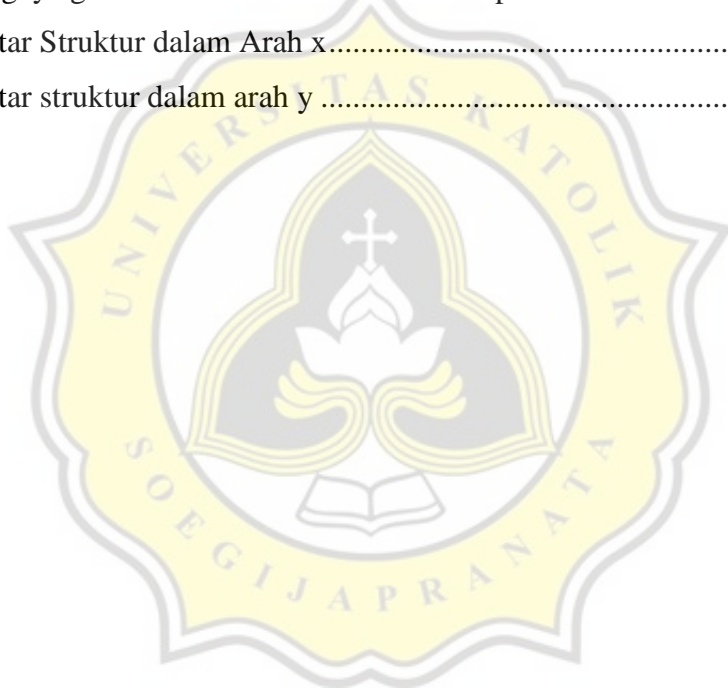 tar Struktur dalam Arah x
tar struktur dalam arah y
UNIVERSITAS KATOLIK
SOEGIJAPRANATA